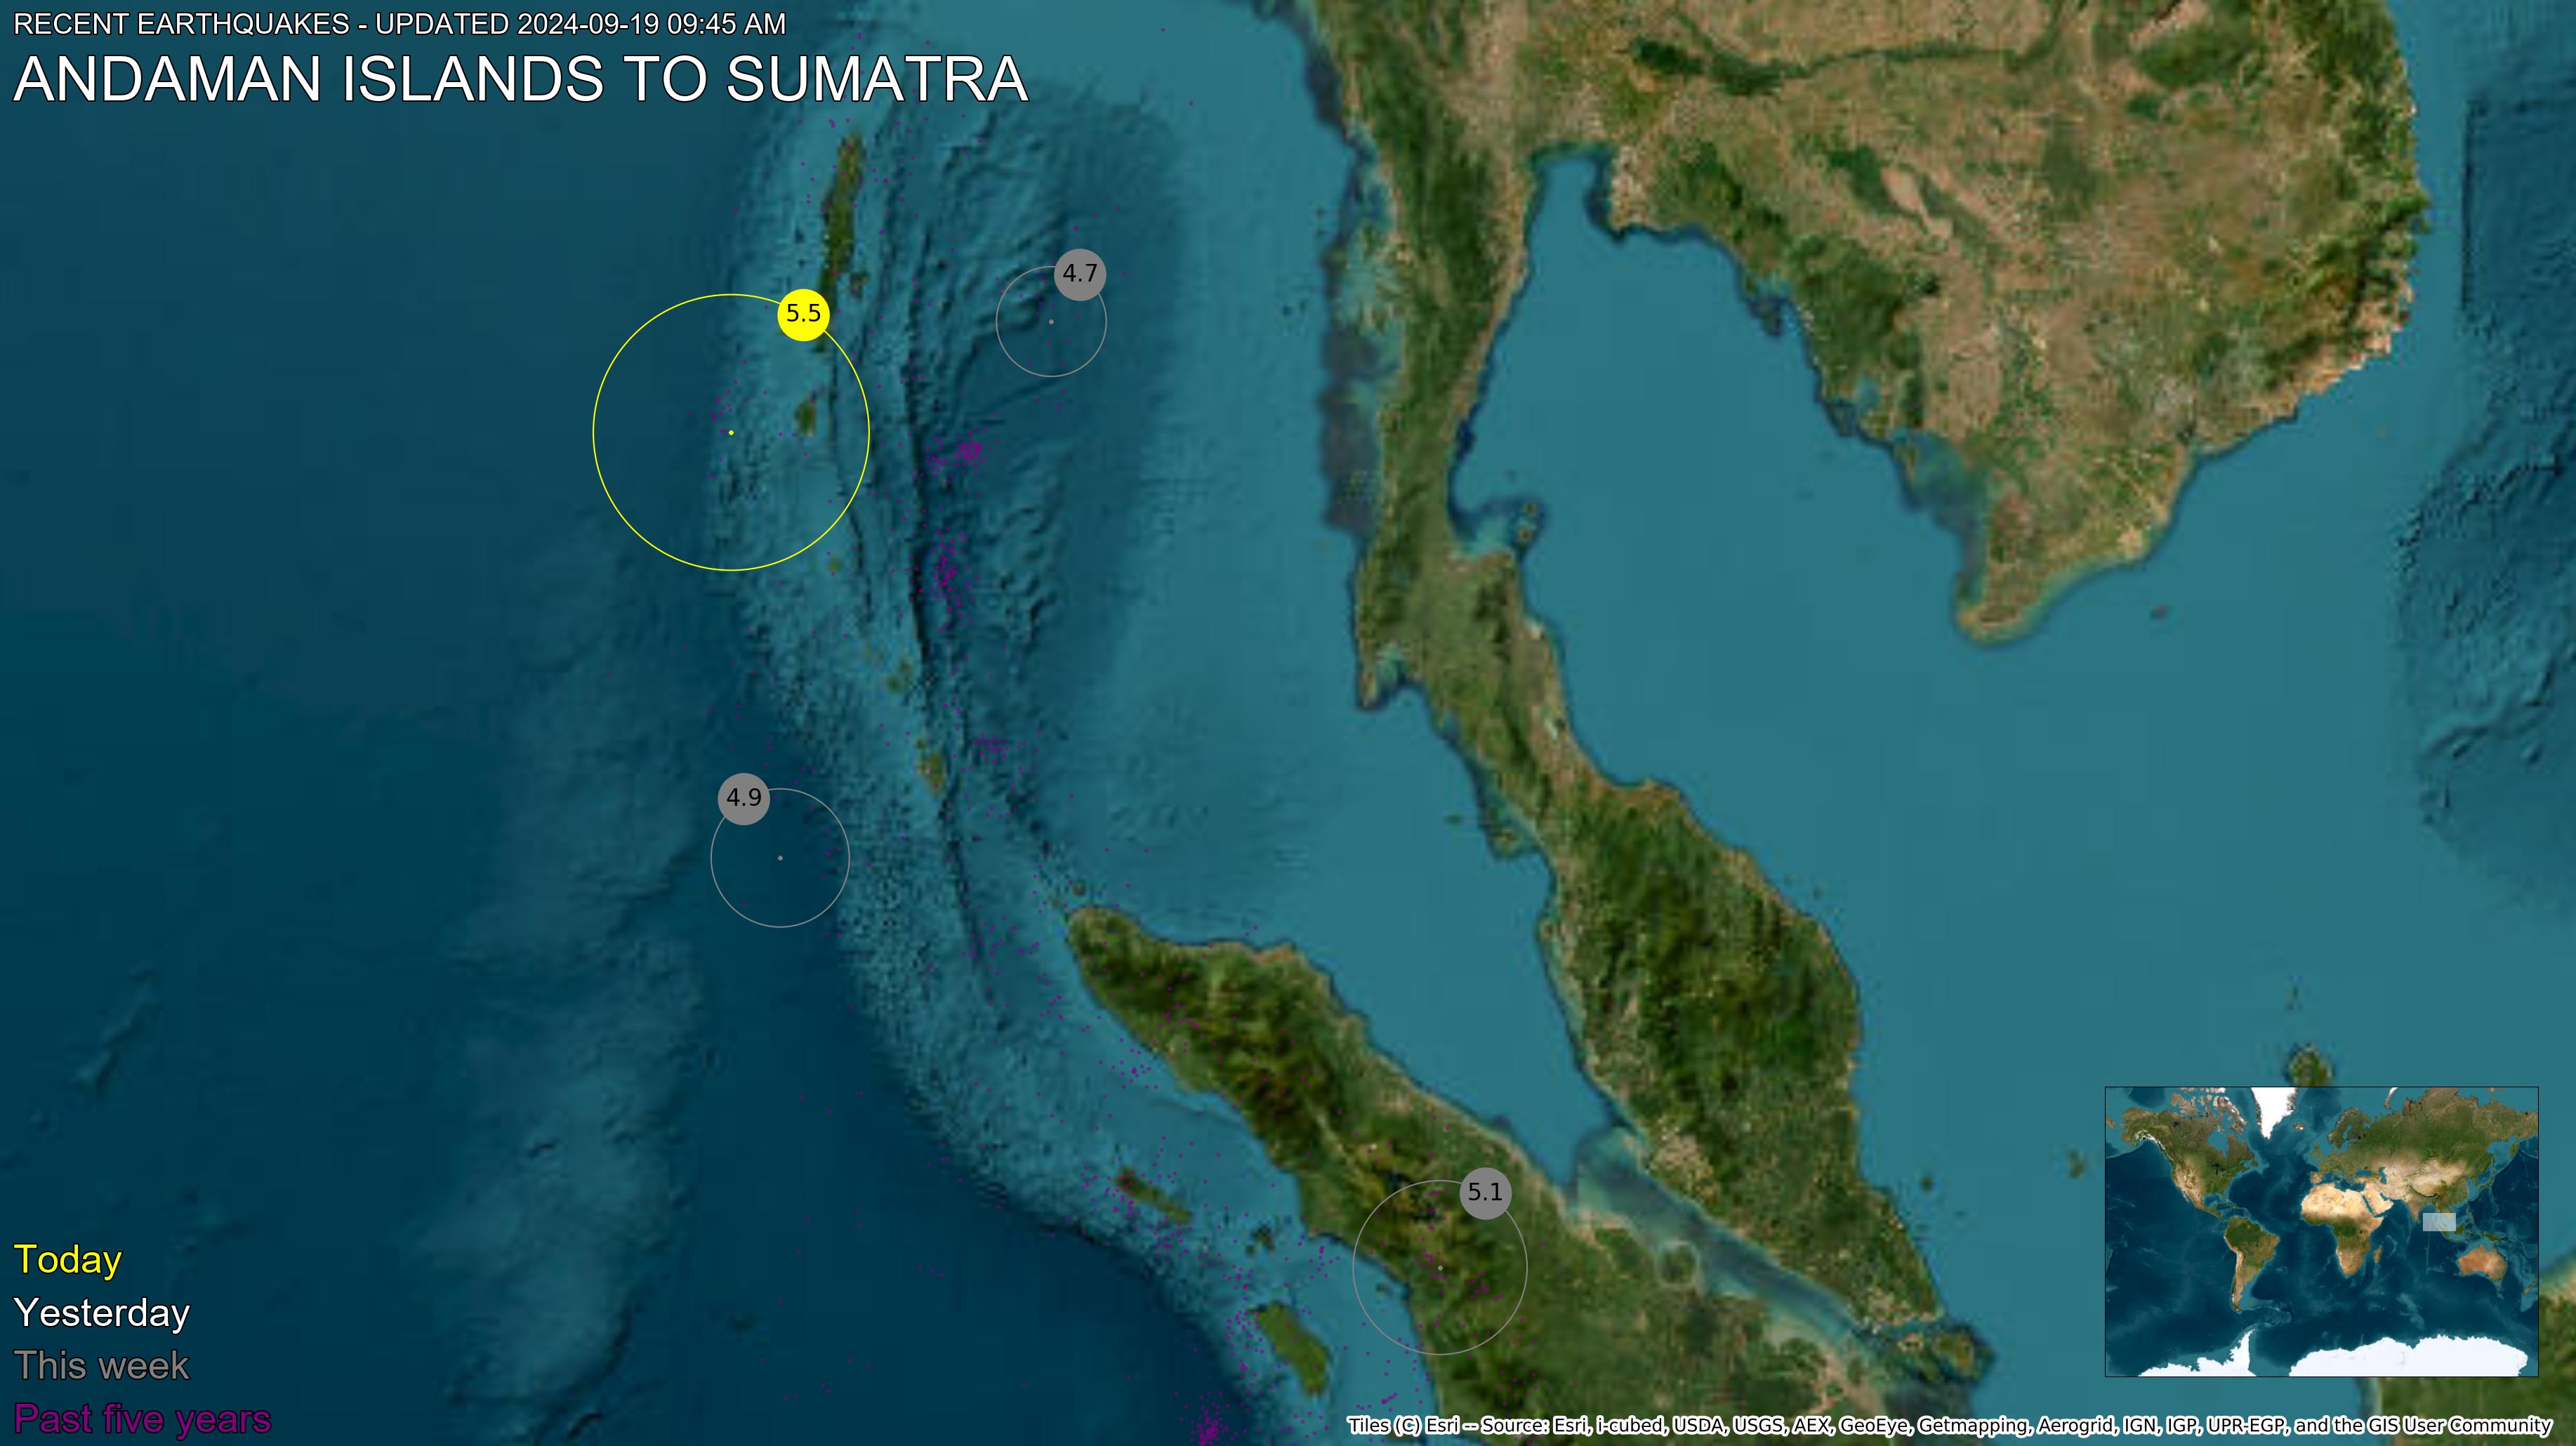 RECENT EARTHQUAKES - UPDATED 2024-09-19 09:45 AM
ANDAMAN ISLANDS TO SUMATRA
4.7
5.5
4.9
5.1
Today
Yesterday
This week
Past five years
Tiles (C) Esri -- Source: Esri, i-cubed, USDA, USGS, AEX, GeoEye, Getmapping, Aerogrid, IGN, IGP, UPR-EGP, and the GIS User Community